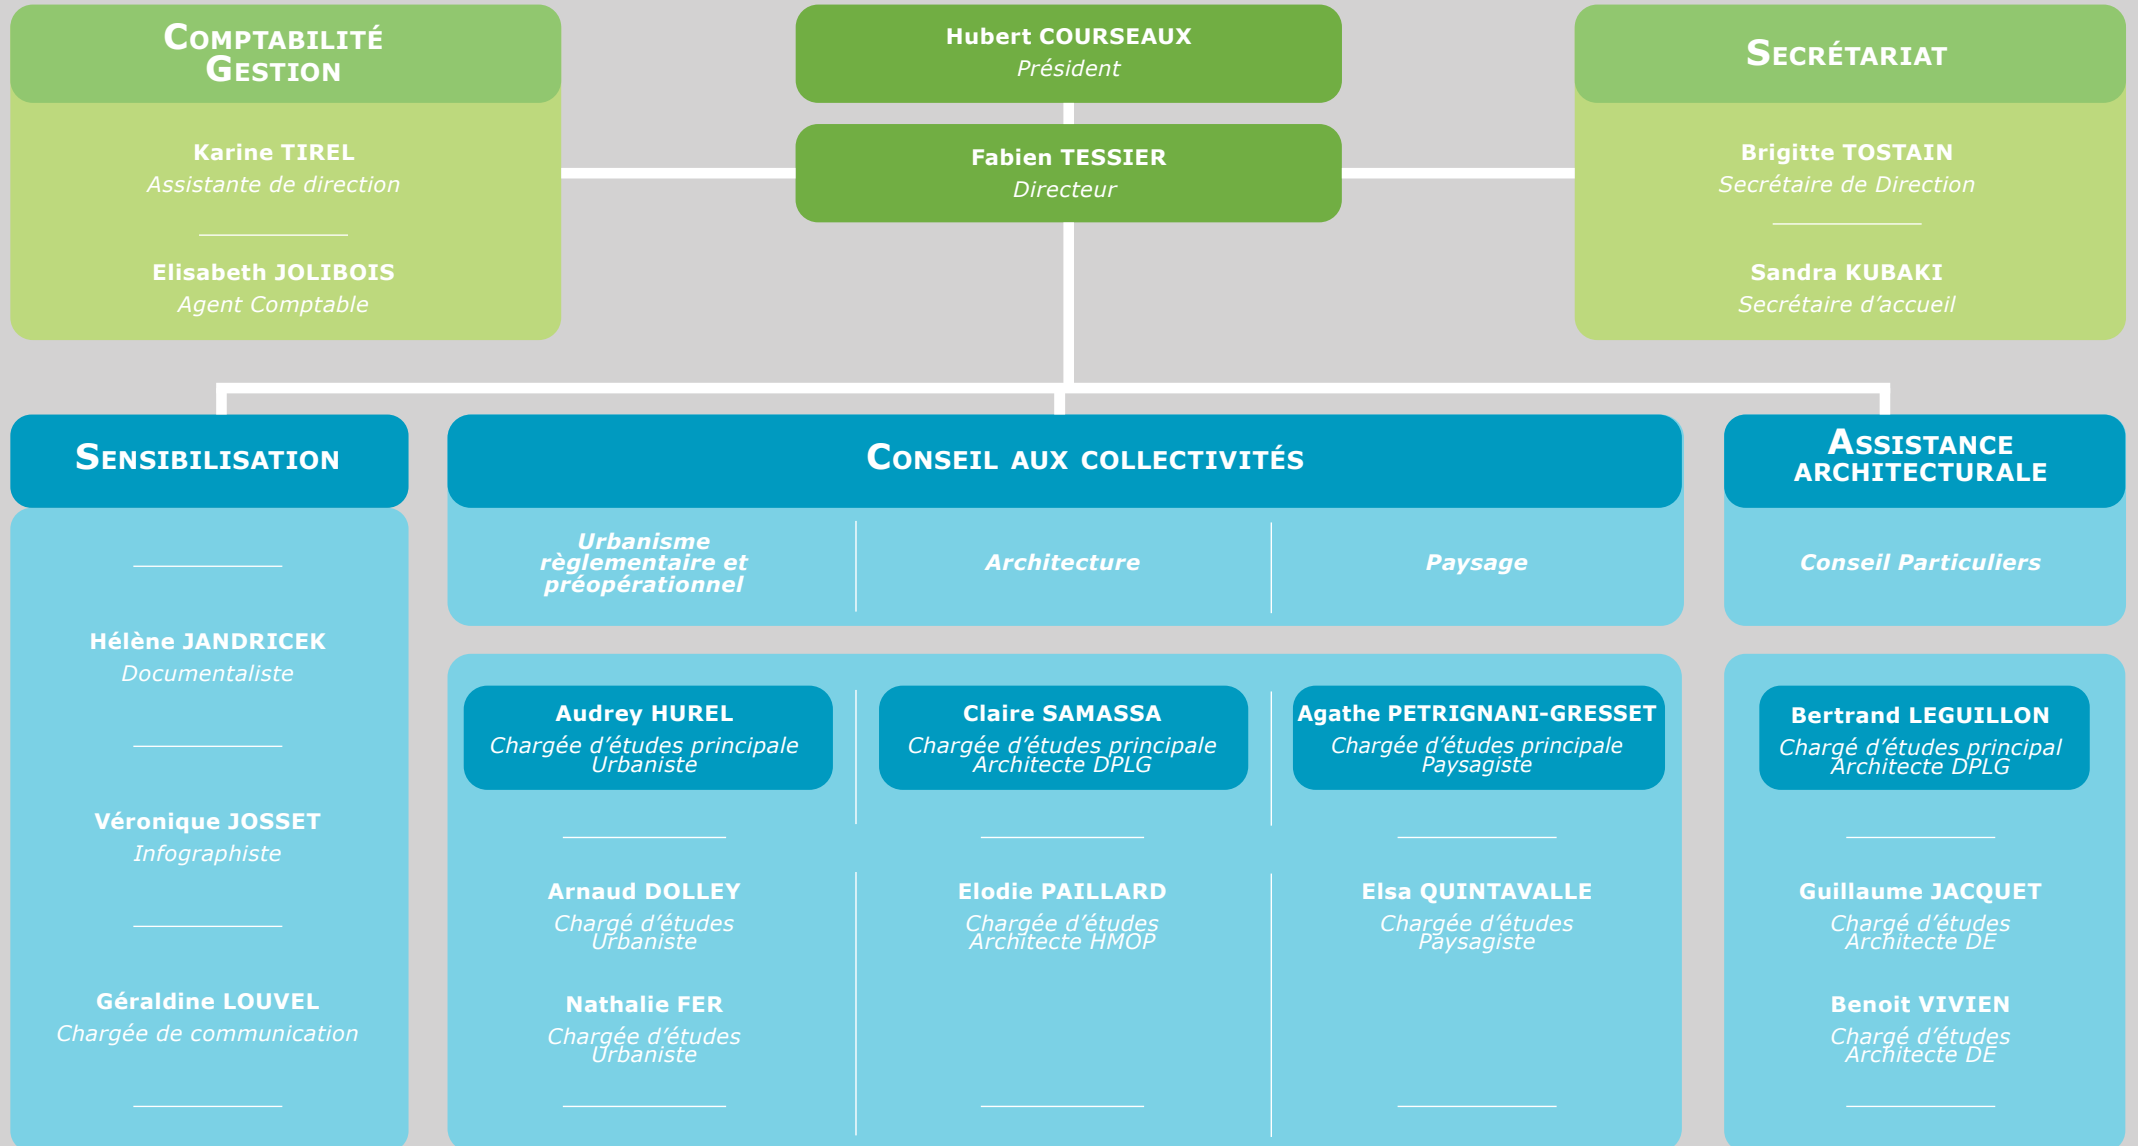 COMPTABILITÉ
GESTION
Karine TIREL
Assistante de direction
Elisabeth JOLIBOIS
Agent Comptable
Hubert COURSEAUX
Président
Fabien TESSIER
Directeur
SECRÉTARIAT
Brigitte TOSTAIN
Secrétaire de Direction
Sandra KUBAKI
Secrétaire d’accueil
SENSIBILISATION
Hélène JANDRICEK
Documentaliste
Véronique JOSSET
Infographiste
Géraldine LOUVEL
Chargée de communication
CONSEIL AUX COLLECTIVITÉS
Urbanisme
règlementaire et
préopérationnel
Audrey HUREL
Chargée d’études principale
Urbaniste
Arnaud DOLLEY
Chargé d’études
Urbaniste
Nathalie FER
Chargée d’études
Urbaniste
Architecture
Claire SAMASSA
Chargée d’études principale
Architecte DPLG
Elodie PAILLARD
Chargée d’études
Architecte HMOP
Paysage
Agathe PETRIGNANI-GRESSET
Chargée d’études principale
Paysagiste
Elsa QUINTAVALLE
Chargée d’études
Paysagiste
ASSISTANCE
ARCHITECTURALE
Conseil Particuliers
Bertrand LEGUILLON
Chargé d’études principal
Architecte DPLG
Guillaume JACQUET
Chargé d’études
Architecte DE
Benoit VIVIEN
Chargé d’études
Architecte DE